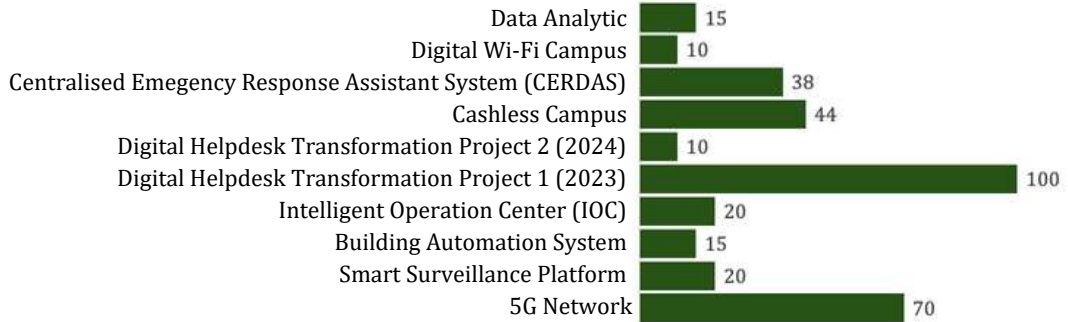 Data Analytic 15
Digital Wi-Fi Campus 10
Centralised Emegency Response Assistant System (CERDAS) 38
Cashless Campus 44
Digital Helpdesk Transformation Project 2 (2024) 10
Digital Helpdesk Transformation Project 1 (2023) 100
Intelligent Operation Center (IOC) 20
Building Automation System 15
Smart Surveillance Platform 20
5G Network 70